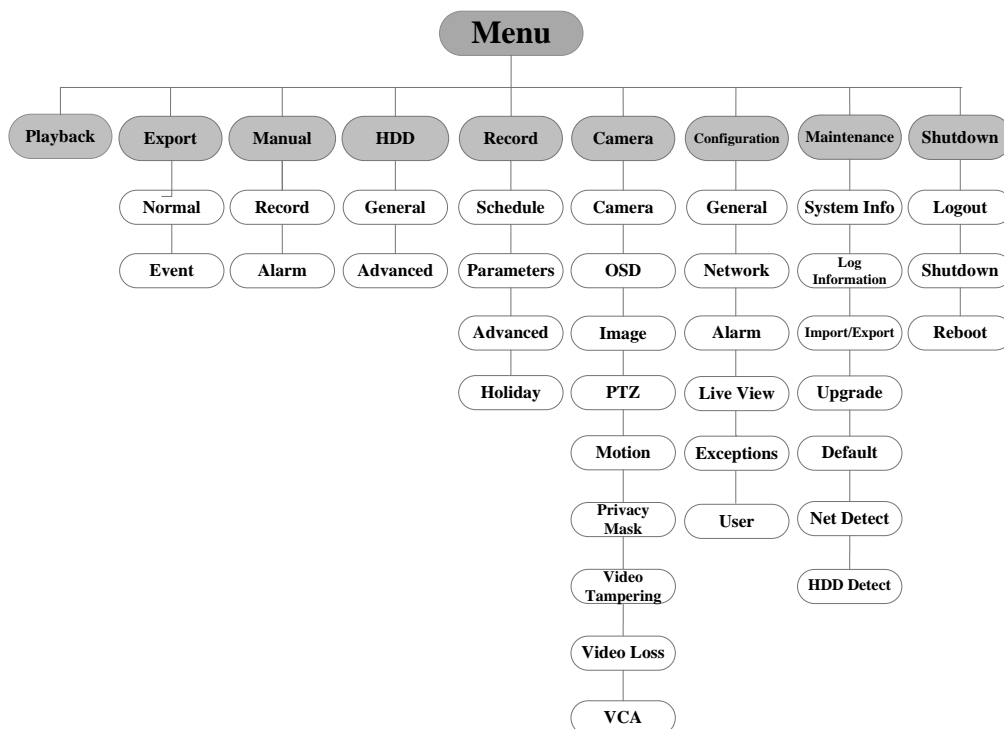 Menu
Playback
Export
Manual
HDD
Record
Camera
Configuration
Maintenance
Shutdown
Normal
Record
General
Schedule
Camera
General
System Info
Logout
Event
Alarm
Advanced
Parameters
OSD
Network
Log
Information
Shutdown
Advanced
Image
Alarm
Import/Export
Reboot
Holiday
PTZ
Live View
Upgrade
Motion
Exceptions
Default
Privacy
Mask
User
Net Detect
Video
Tampering
HDD Detect
Video Loss
VCA